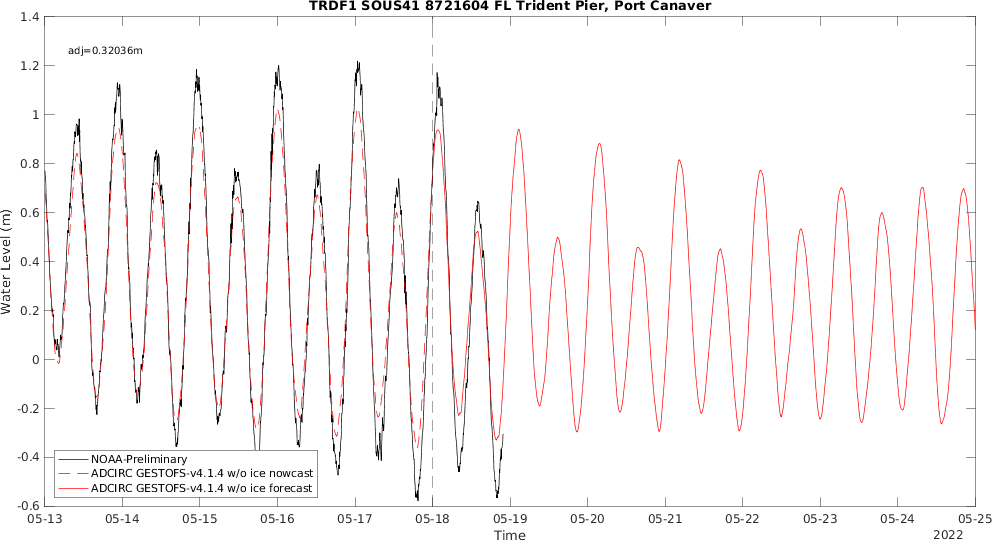 TRDF1 SOUS41 8721604 FL Trident Pier, Port Canaver
adj=0.32036m
1.4
1.2
1
0.8
0.6
0.4
0.2
0
-0.2
-0.4
-0.6
Water Level (m)
NOAA-Preliminary
ADCIRC GESTOFS-v4.1.4 w/o ice nowcast
ADCIRC GESTOFS-v4.1.4 w/o ice forecast
05-13 05-14 05-15 05-16 05-17 05-18 05-19 05-20 05-21 05-22 05-23 05-24 05-25
Time
2022